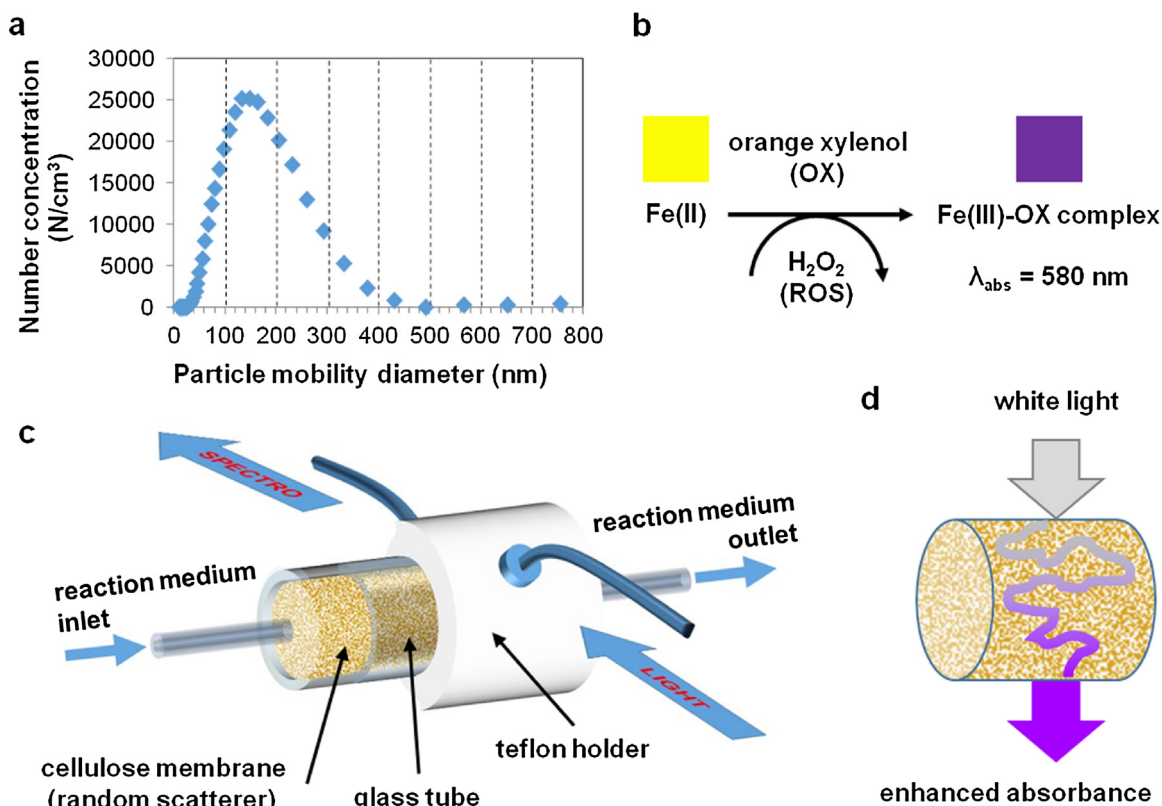 a
30000
25000
20000
15000
10000
5000
0
Number concentration
(N/cm³)
0 100 200 300 400 500 600 700 800
Particle mobility diameter (nm)
b
orange xylenol
(OX)
Fe(II)
Fe(III)-OX complex
H₂O₂
(ROS)
λabs = 580 nm
c
SPECTRO
reaction medium
outlet
reaction medium
inlet
LIGHT
teflon holder
cellulose membrane
(random scatterer)
glass tube
d
white light
enhanced absorbance